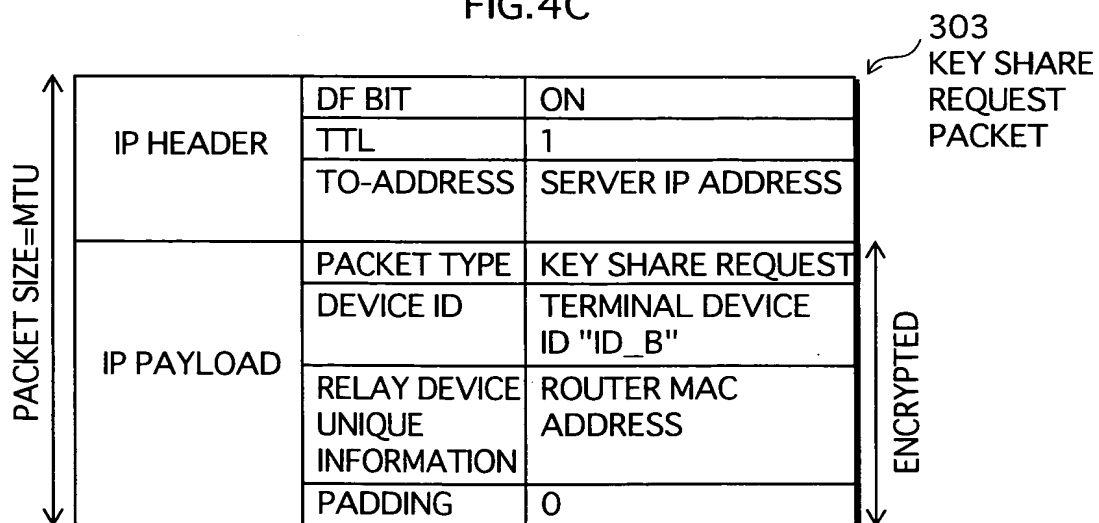 FIG.4C
303
KEY SHARE
REQUEST
PACKET
PACKET SIZE=MTU
IP HEADER
DF BIT
ON
TTL
1
TO-ADDRESS
SERVER IP ADDRESS
IP PAYLOAD
PACKET TYPE
KEY SHARE REQUEST
DEVICE ID
TERMINAL DEVICE
ID "ID_B"
RELAY DEVICE
UNIQUE
INFORMATION
ROUTER MAC
ADDRESS
PADDING
0
ENCRYPTED